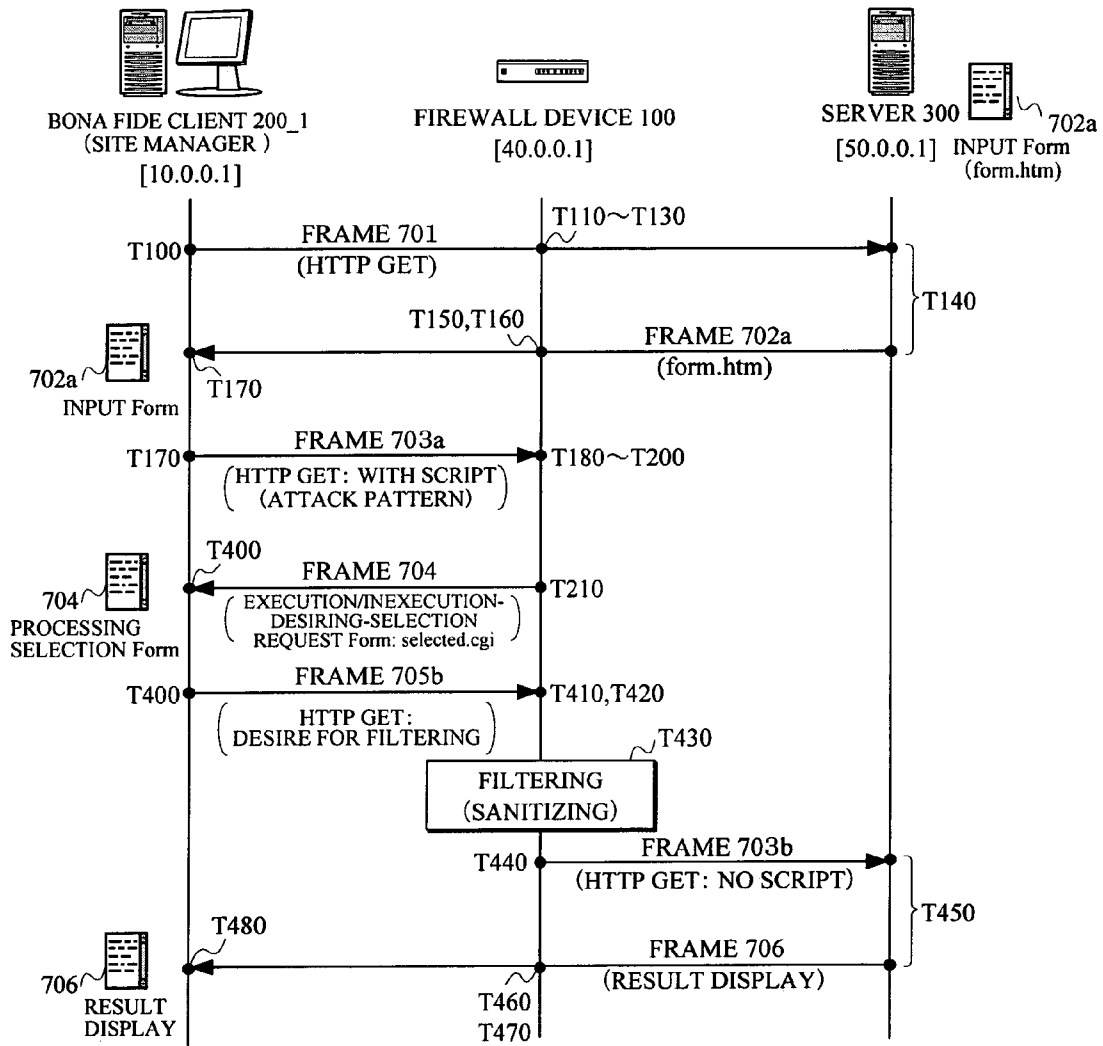 BONA FIDE CLIENT 200_1
(SITE MANAGER )
[10.0.0.1]
FIREWALL DEVICE 100
[40.0.0.1]
SERVER 300
[50.0.0.1]
702a
INPUT Form
(form.htm)
T100
FRAME 701
(HTTP GET)
T110~T130
T140
T150,T160
FRAME 702a
(form.htm)
702a
INPUT Form
T170
T170
FRAME 703a
(HTTP GET: WITH SCRIPT
(ATTACK PATTERN)
T180~T200
T400
704
PROCESSING
SELECTION Form
FRAME 704
(EXECUTION/INEXECUTION-
DESIRING-SELECTION
REQUEST Form: selected.cgi)
T210
T400
FRAME 705b
(HTTP GET:
DESIRE FOR FILTERING)
T410,T420
T430
FILTERING
(SANITIZING)
T440
FRAME 703b
(HTTP GET: NO SCRIPT)
T450
T480
706
RESULT
DISPLAY
FRAME 706
(RESULT DISPLAY)
T460
T470